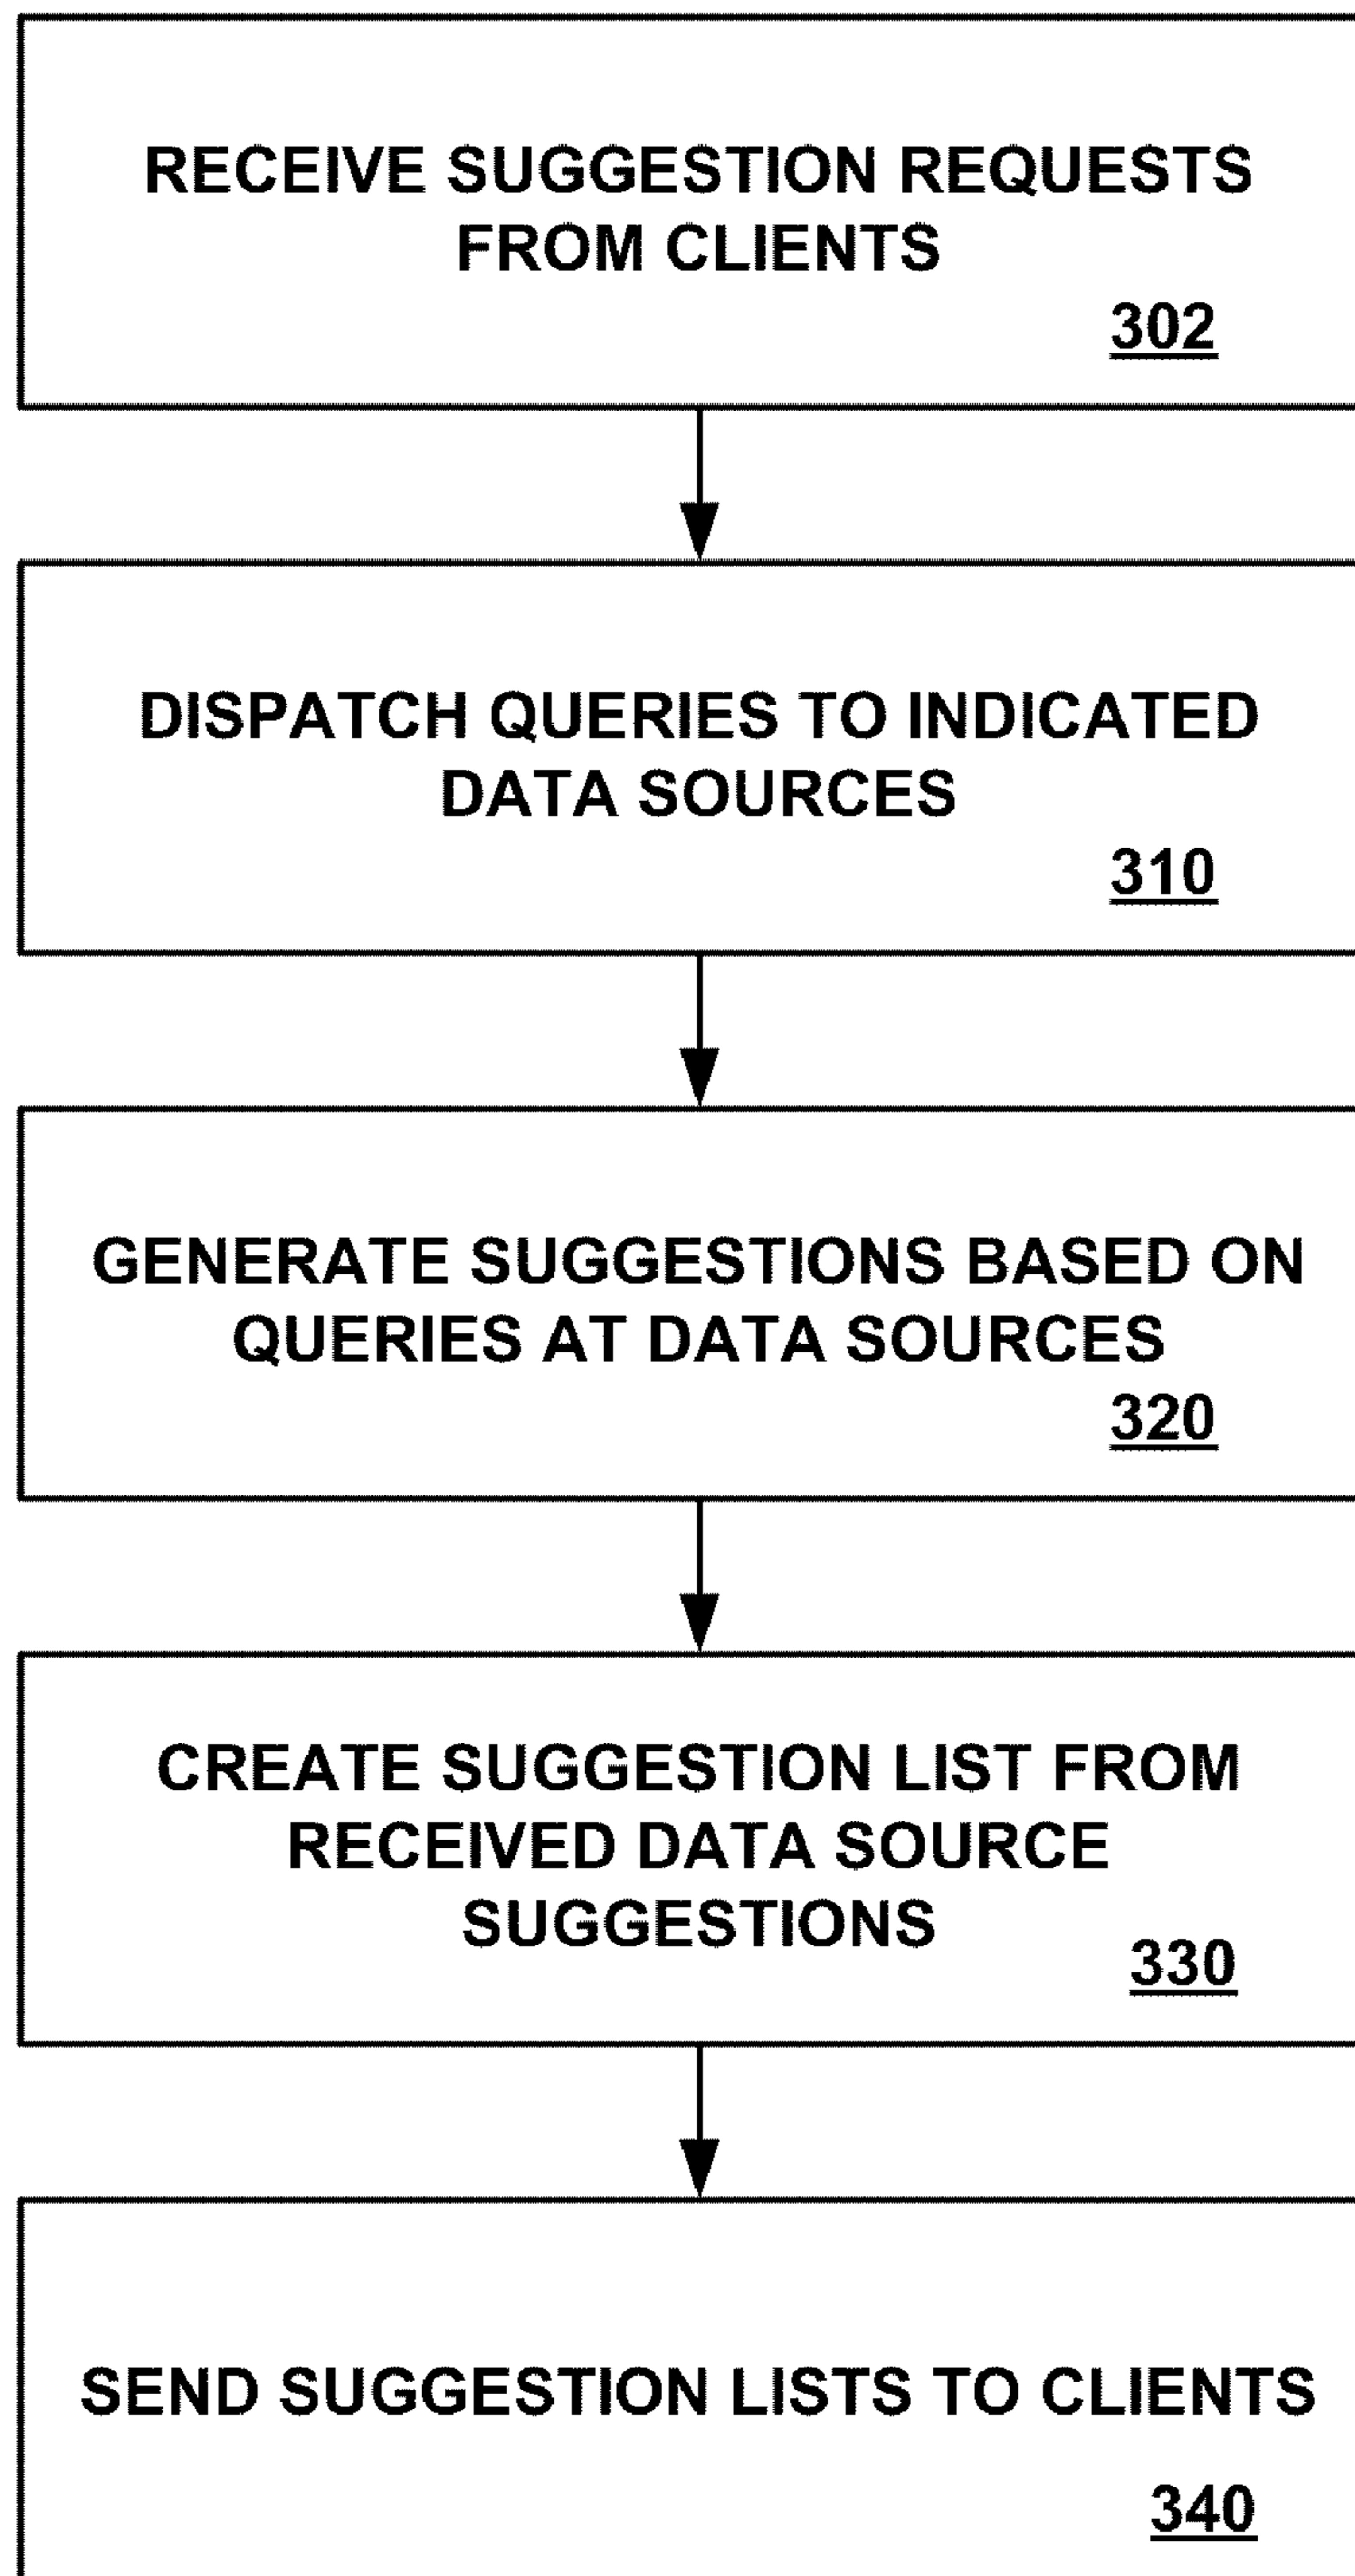 RECEIVE SUGGESTION REQUESTS
FROM CLIENTS
302
DISPATCH QUERIES TO INDICATED
DATA SOURCES
310
GENERATE SUGGESTIONS BASED ON
QUERIES AT DATA SOURCES
320
CREATE SUGGESTION LIST FROM
RECEIVED DATA SOURCE
SUGGESTIONS
330
SEND SUGGESTION LISTS TO CLIENTS
340